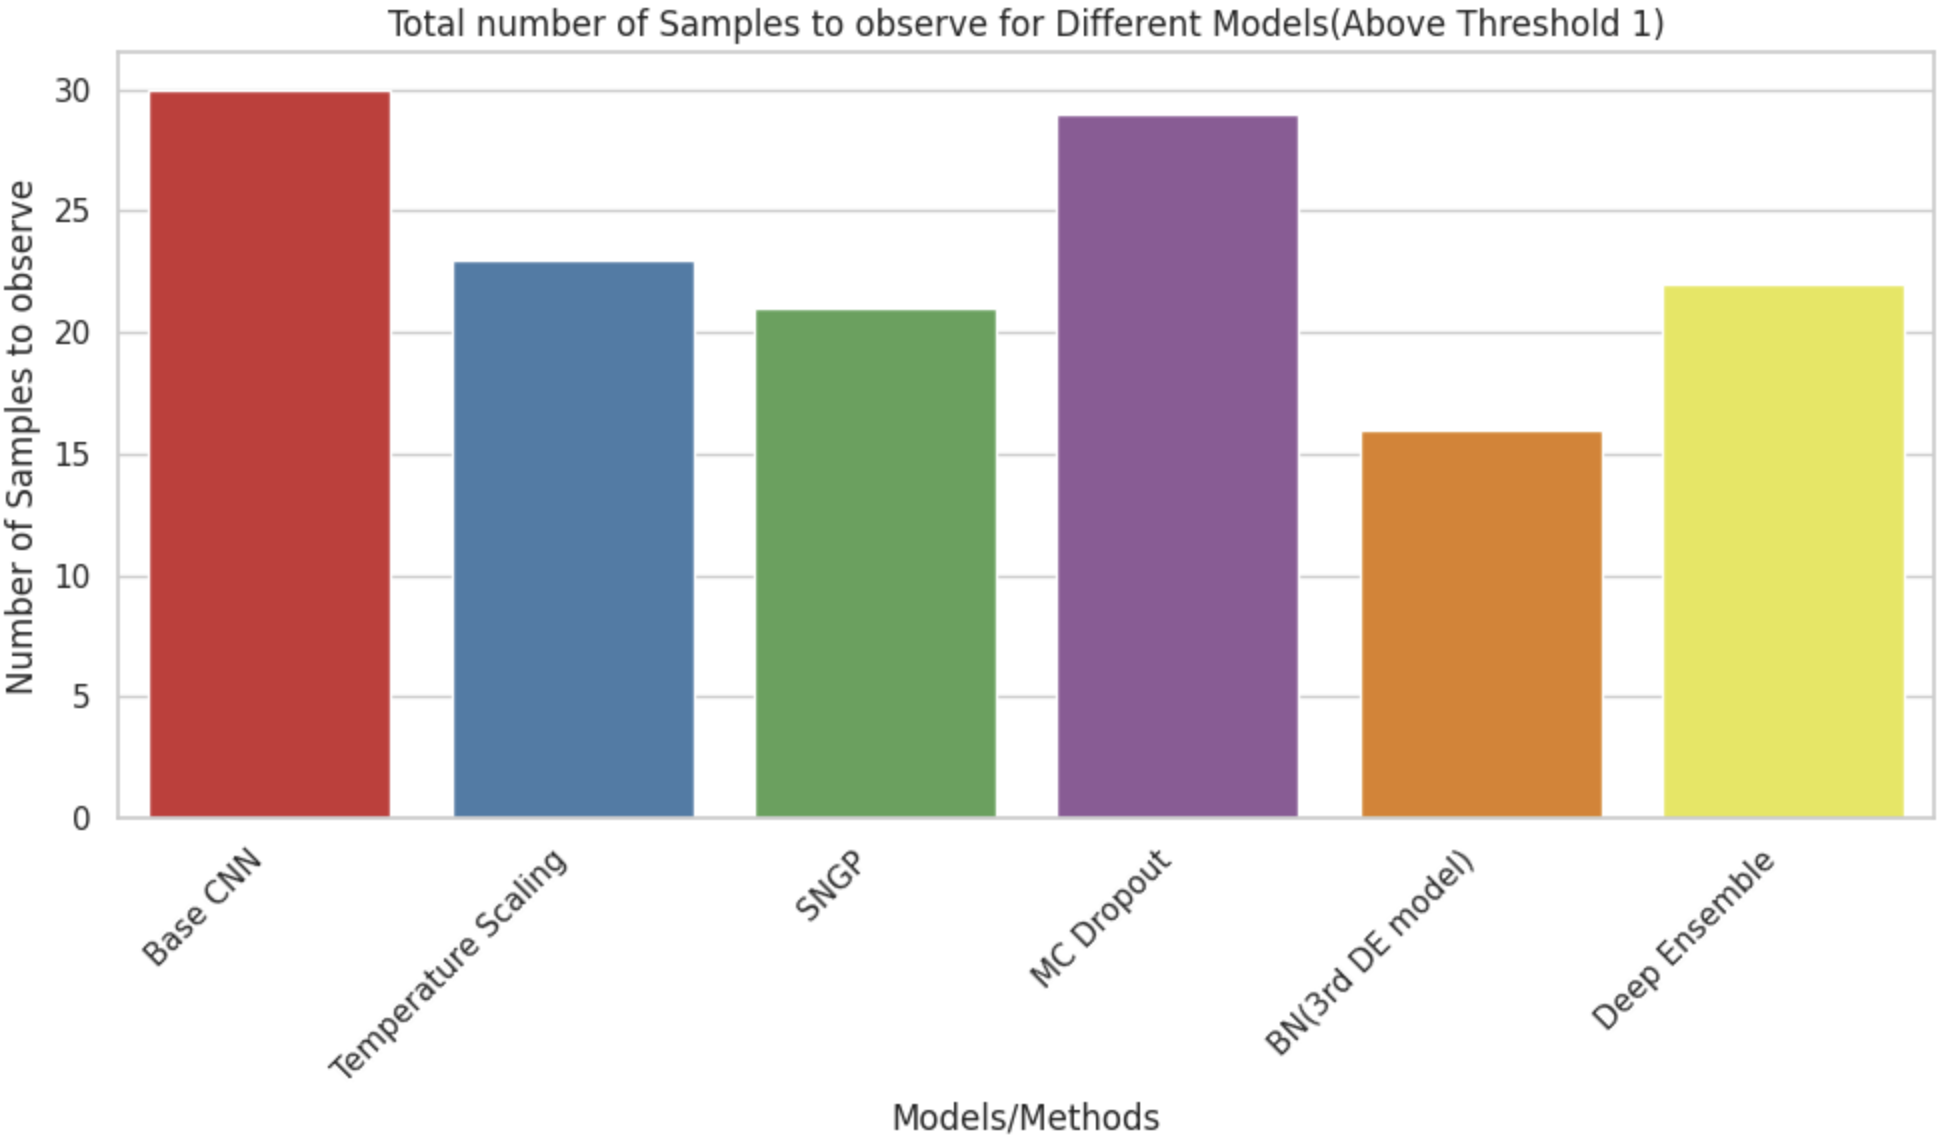 Total number of Samples to observe for Different Models(Above Threshold 1)
Number of Samples to observe
30
25
20
15
10
5
0
Base CNN
Temperature Scaling
SNGP
MC Dropout
BN(3rd DE model)
Deep Ensemble
Models/Methods